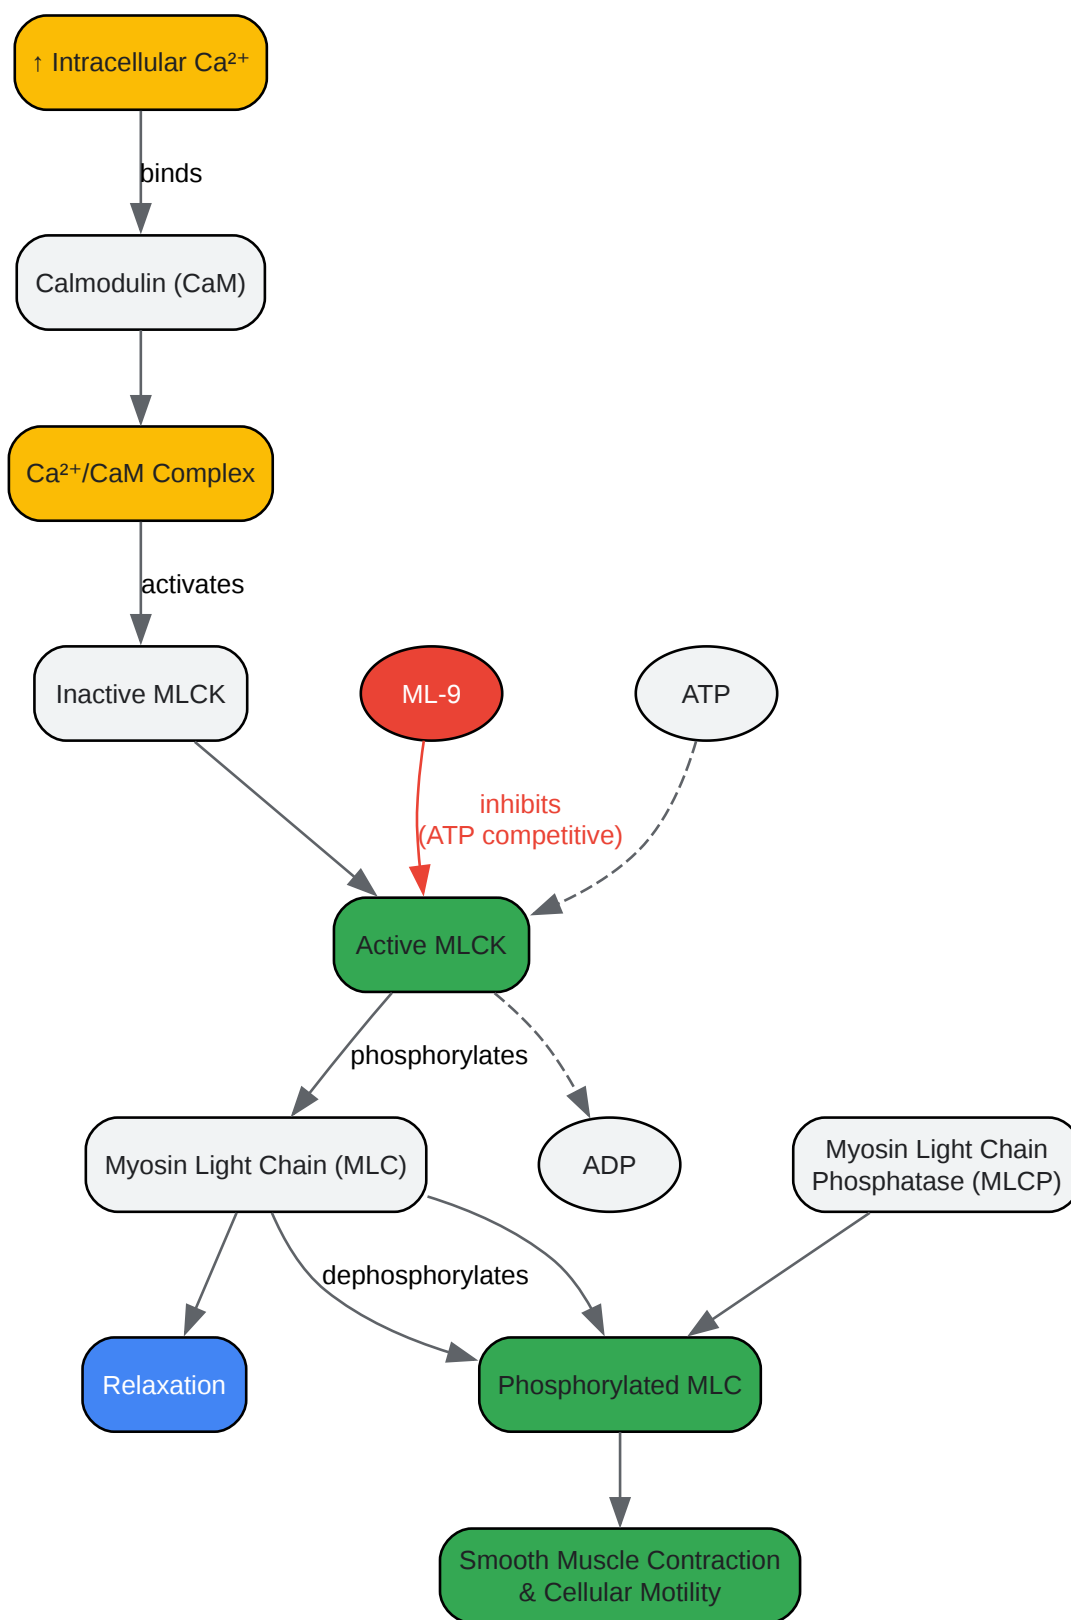 ↑ Intracellular Ca²⁺
binds
Calmodulin (CaM)
Ca²⁺/CaM Complex
activates
Inactive MLCK
ML-9
ATP
inhibits
(ATP competitive)
Active MLCK
phosphorylates
Myosin Light Chain (MLC)
ADP
Myosin Light Chain
Phosphatase (MLCP)
dephosphorylates
Relaxation
Phosphorylated MLC
Smooth Muscle Contraction
& Cellular Motility